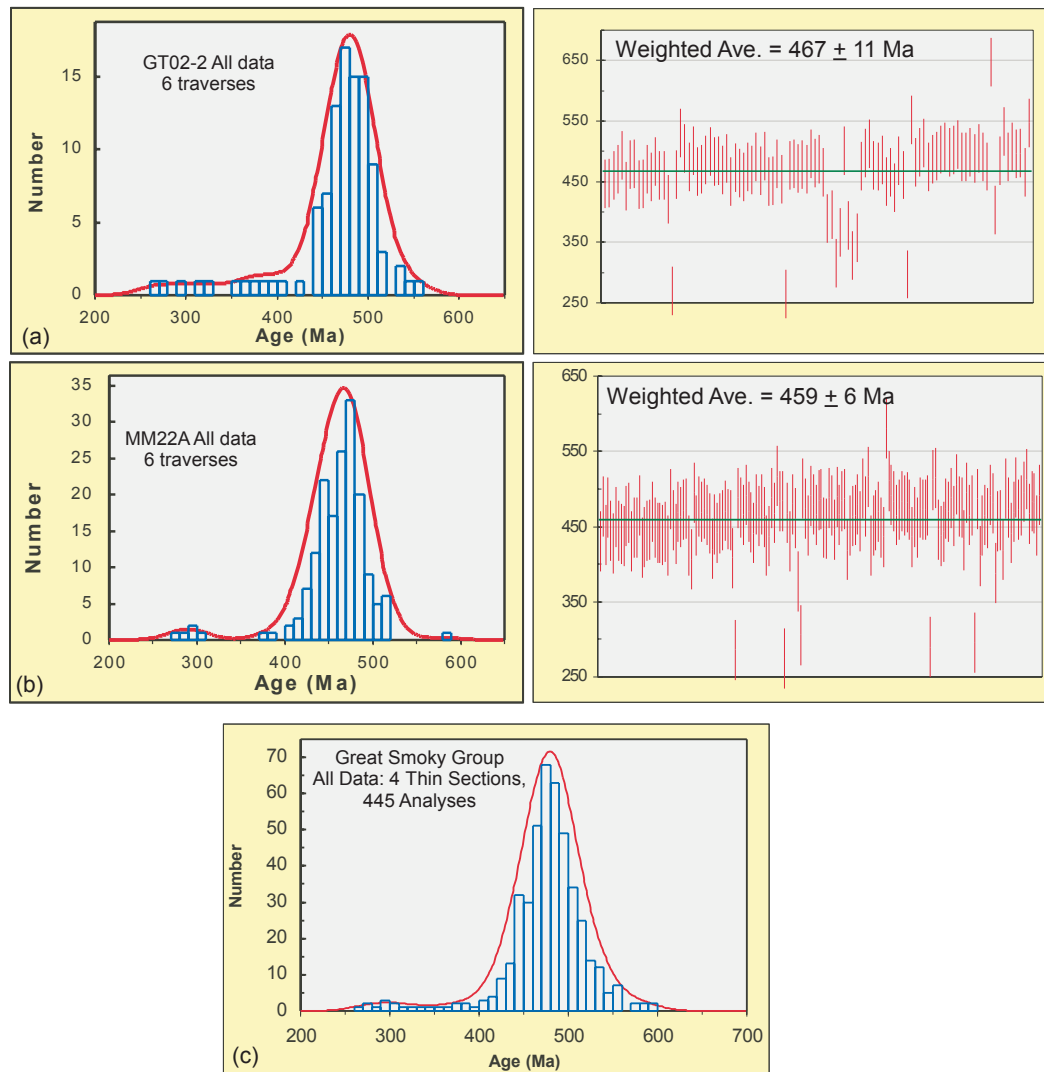 GT02-2 All data
6 traverses
Number
15
10
5
0
200 300 400 500 600
Age (Ma)
(a)
Weighted Ave. = 467 ± 11 Ma
650
550
450
350
250
MM22A All data
6 traverses
Number
35
30
25
20
15
10
5
0
200 300 400 500 600
Age (Ma)
(b)
Weighted Ave. = 459 ± 6 Ma
650
550
450
350
250
Great Smoky Group
All Data: 4 Thin Sections,
445 Analyses
Number
70
60
50
40
30
20
10
0
200 300 400 500 600 700
Age (Ma)
(c)